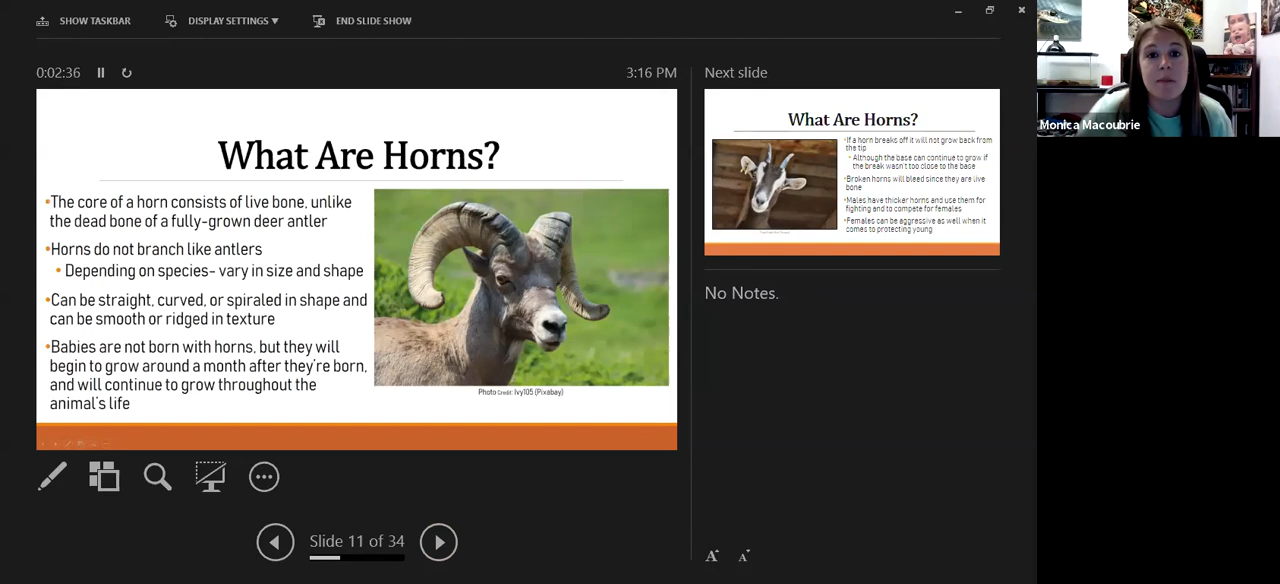 SHOW TASKBAR
DISPLAY SETTINGS ▼
END SLIDE SHOW
0:02:36
3:16 PM
Next slide
What Are Horns?
•The core of a horn consists of live bone, unlike
the dead bone of a fully-grown deer antler
•Horns do not branch like antlers
• Depending on species- vary in size and shape
•Can be straight, curved, or spiraled in shape and
can be smooth or ridged in texture
•Babies are not born with horns, but they will
begin to grow around a month after they're born,
and will continue to grow throughout the
animal's life
Photo Credit: Ivy105 (Pixabay)
What Are Horns?
•If a horn breaks off it will not grow back from
the tip
• Although the base can continue to grow if
the break wasn't too close to the base
•Broken horns will bleed since they are live
bone
•Males have thicker horns and use them for
fighting and to compete for females
•Females can be aggressive as well when it
comes to protecting young
No Notes.
Slide 11 of 34
A A
Monica Macoubrie